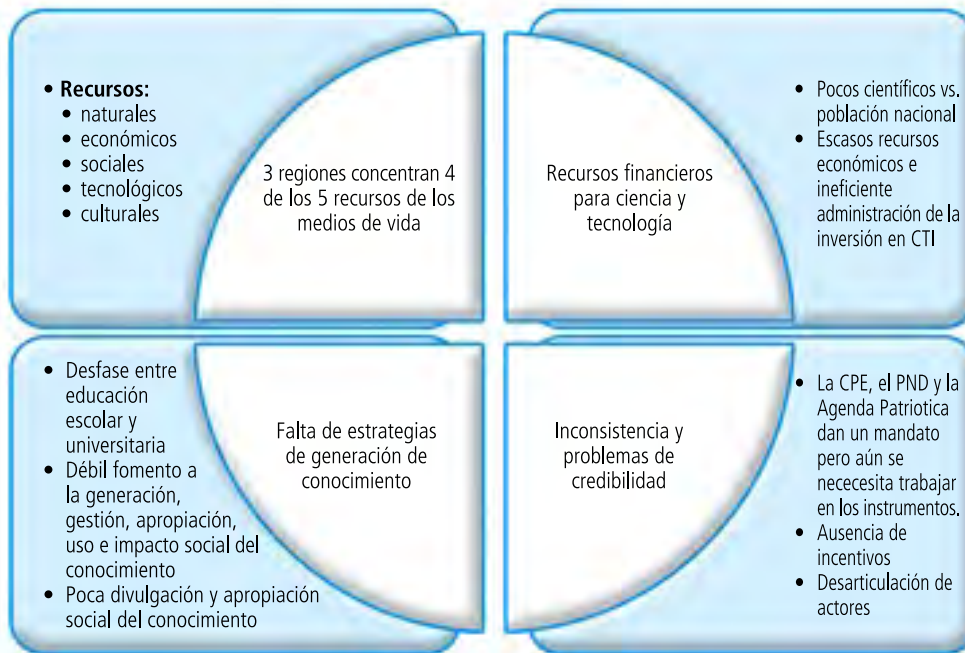 • Recursos:
• naturales
• económicos
• sociales
• tecnológicos
• culturales
3 regiones concentran 4
de los 5 recursos de los
medios de vida
Recursos financieros
para ciencia y
tecnología
• Pocos científicos vs.
población nacional
• Escasos recursos
económicos e
ineficiente
administración de la
inversión en CTI
• Desfase entre
educación
escolar y
universitaria
• Débil fomento a
la generación,
gestión, apropiación,
uso e impacto social del
conocimiento
• Poca divulgación y apropiación
social del conocimiento
Falta de estrategias
de generación de
conocimiento
Inconsistencia y
problemas de
credibilidad
• La CPE, el PND y la
Agenda Patriotica
dan un mandato
pero aún se
nececesita trabajar
en los instrumentos.
• Ausencia de
incentivos
• Desarticulación de
actores